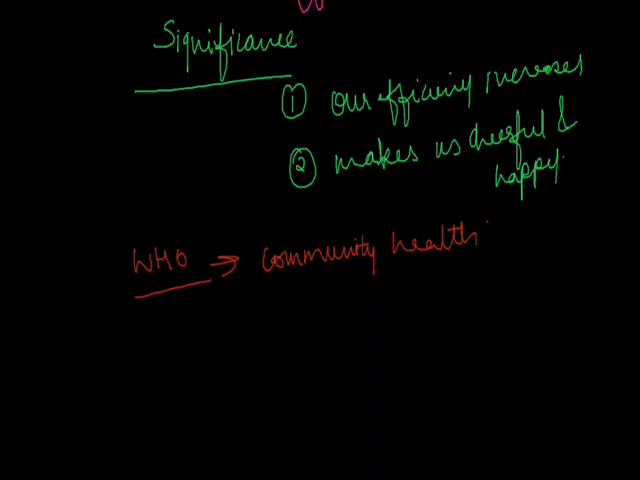 Significance
① our efficiency increases
② makes us cheerful &
happy.
WHO → Community health